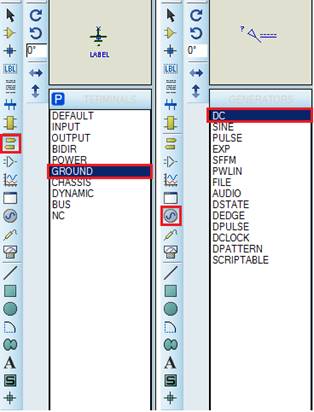 0°
LBL
A
S
LABEL
P TERMINALS
DEFAULT
INPUT
OUTPUT
BIDIR
POWER
GROUND
CHASSIS
DYNAMIC
BUS
NC
0°
LBL
A
S
?
GENERATORS
DC
SINE
PULSE
EXP
SFFM
PWLIN
FILE
AUDIO
DSTATE
DEDGE
DPULSE
DCLOCK
DPATTERN
SCRIPTABLE